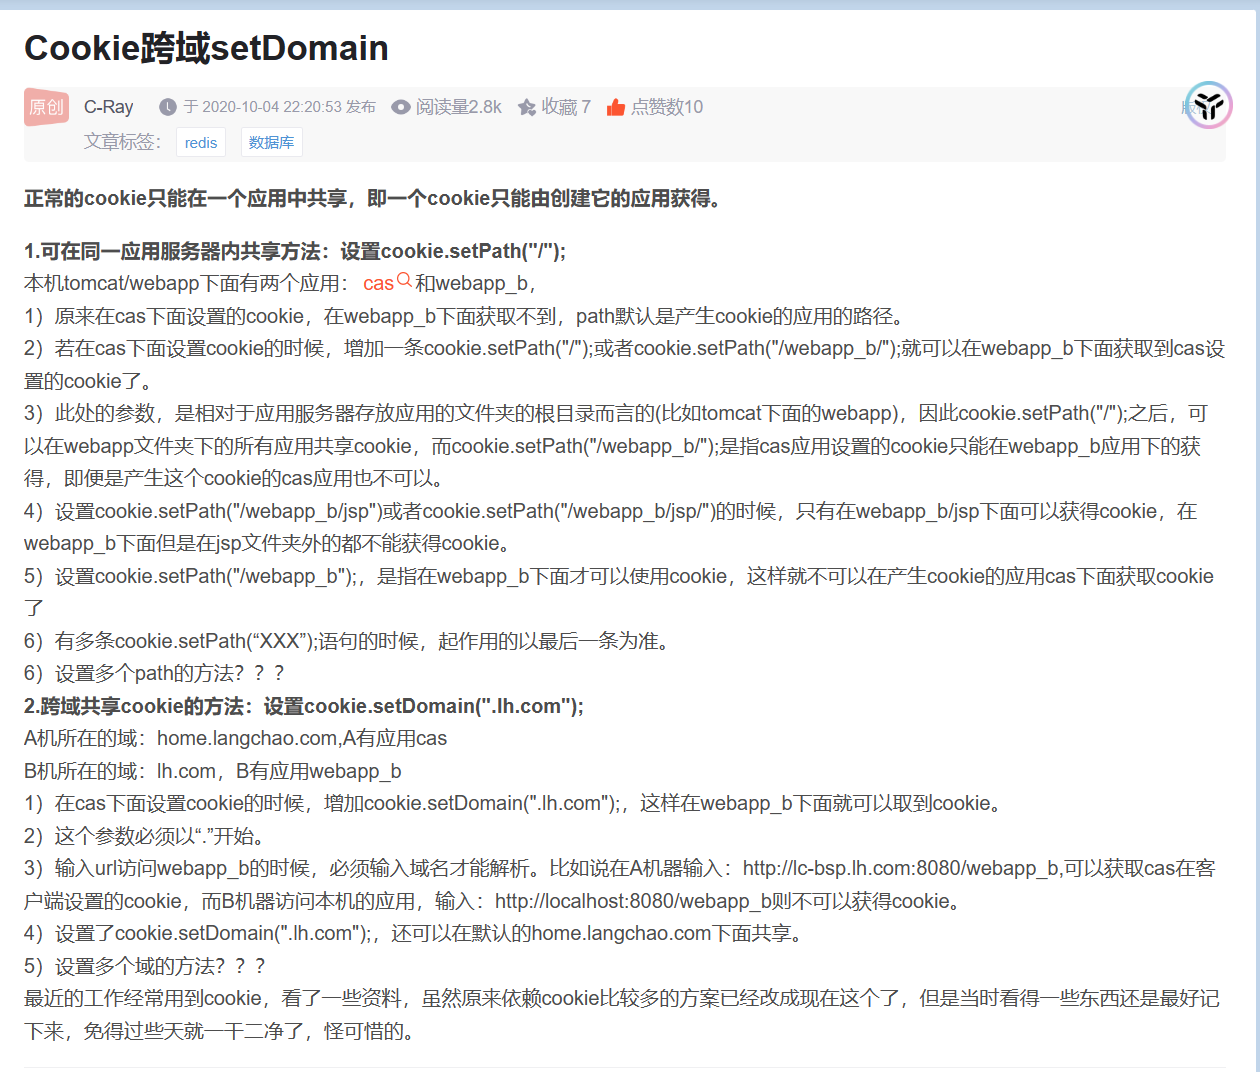 Cookie跨域setDomain
原创 C-Ray 于 2020-10-04 22:20:53 发布 阅读量2.8k 收藏 7 点赞数10
文章标签： redis 数据库
正常的cookie只能在一个应用中共享，即一个cookie只能由创建它的应用获得。
1.可在同一应用服务器内共享方法：设置cookie.setPath("/");
本机tomcat/webapp下面有两个应用： cas和webapp_b，
1）原来在cas下面设置的cookie，在webapp_b下面获取不到，path默认是产生cookie的应用的路径。
2）若在cas下面设置cookie的时候，增加一条cookie.setPath("/");或者cookie.setPath("/webapp_b/");就可以在webapp_b下面获取到cas设
置的cookie了。
3）此处的参数，是相对于应用服务器存放应用的文件夹的根目录而言的(比如tomcat下面的webapp)，因此cookie.setPath("/");之后，可
以在webapp文件夹下的所有应用共享cookie，而cookie.setPath("/webapp_b/");是指cas应用设置的cookie只能在webapp_b应用下的获
得，即便是产生这个cookie的cas应用也不可以。
4）设置cookie.setPath("/webapp_b/jsp")或者cookie.setPath("/webapp_b/jsp/")的时候，只有在webapp_b/jsp下面可以获得cookie，在
webapp_b下面但是在jsp文件夹外的都不能获得cookie。
5）设置cookie.setPath("/webapp_b");，是指在webapp_b下面才可以使用cookie，这样就不可以在产生cookie的应用cas下面获取cookie
了
6）有多条cookie.setPath(“XXX”);语句的时候，起作用的以最后一条为准。
6）设置多个path的方法？？？
2.跨域共享cookie的方法：设置cookie.setDomain(".lh.com");
A机所在的域：home.langchao.com,A有应用cas
B机所在的域：lh.com，B有应用webapp_b
1）在cas下面设置cookie的时候，增加cookie.setDomain(".lh.com");，这样在webapp_b下面就可以取到cookie。
2）这个参数必须以“.”开始。
3）输入url访问webapp_b的时候，必须输入域名才能解析。比如说在A机器输入：http://lc-bsp.lh.com:8080/webapp_b,可以获取cas在客
户端设置的cookie，而B机器访问本机的应用，输入：http://localhost:8080/webapp_b则不可以获得cookie。
4）设置了cookie.setDomain(".lh.com");，还可以在默认的home.langchao.com下面共享。
5）设置多个域的方法？？？
最近的工作经常用到cookie，看了一些资料，虽然原来依赖cookie比较多的方案已经改成现在这个了，但是当时看得一些东西还是最好记
下来，免得过些天就一干二净了，怪可惜的。